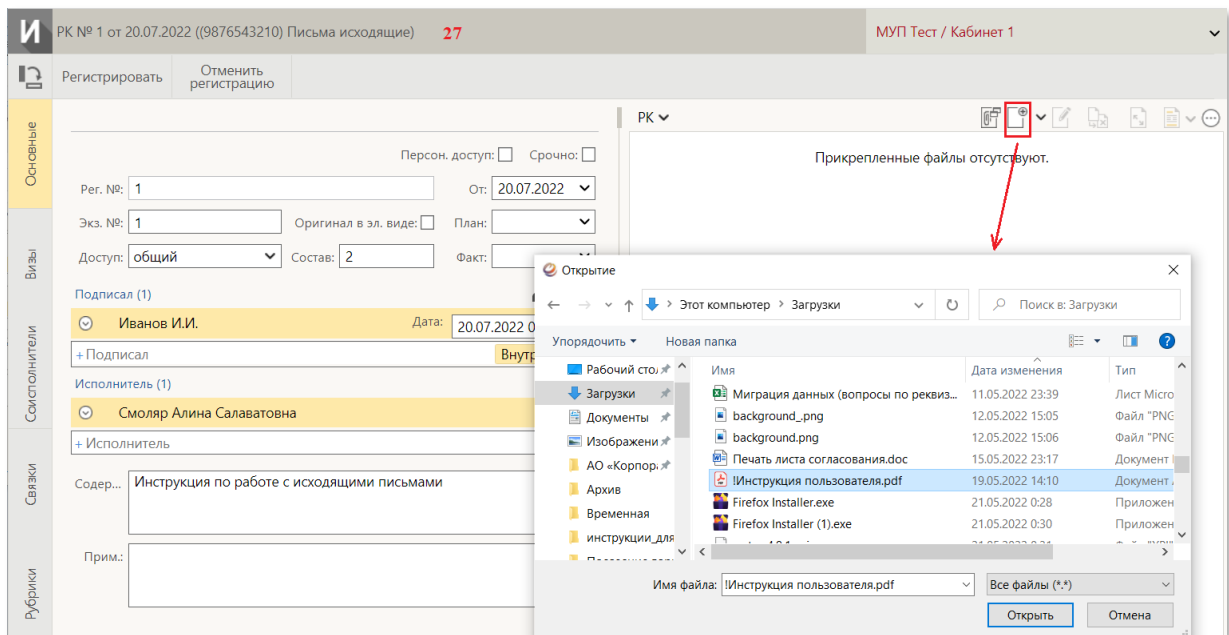 И РК № 1 от 20.07.2022 ((9876543210) Письма исходящие) 27 МУП Тест / Кабинет 1
Регистрировать Отменить регистрацию
Основные
Визы
Соисполнители
Связки
Рубрики
Персон. доступ: Срочно:
Рег. №: 1 От: 20.07.2022
Экз. №: 1 Оригинал в эл. виде: План:
Доступ: общий Состав: 2 Факт:
Подписал (1)
Иванов И.И. Дата: 20.07.2022 0
+ Подписал
Исполнитель (1)
Смоляр Алина Салаватовна
+ Исполнитель
Содер... Инструкция по работе с исходящими письмами
Прим.:
РК
Прикрепленные файлы отсутствуют.
Открытие
Этот компьютер > Загрузки Поиск в: Загрузки
Упорядочить Новая папка
Рабочий стол
Загрузки
Документы
Изображени
АО «Корпор
Архив
Временная
инструкции_для
Имя Дата изменения Тип
Миграция данных (вопросы по реквиз... 11.05.2022 23:39 Лист Micro
background_.png 12.05.2022 15:05 Файл "PNG
background.png 12.05.2022 15:06 Файл "PNG
Печать листа согласования.doc 15.05.2022 23:17 Документ
!Инструкция пользователя.pdf 19.05.2022 14:10 Документ
Firefox Installer.exe 21.05.2022 0:28 Приложен
Firefox Installer (1).exe 21.05.2022 0:30 Приложен
Имя файла: !Инструкция пользователя.pdf Все файлы (*.*)
Открыть Отмена